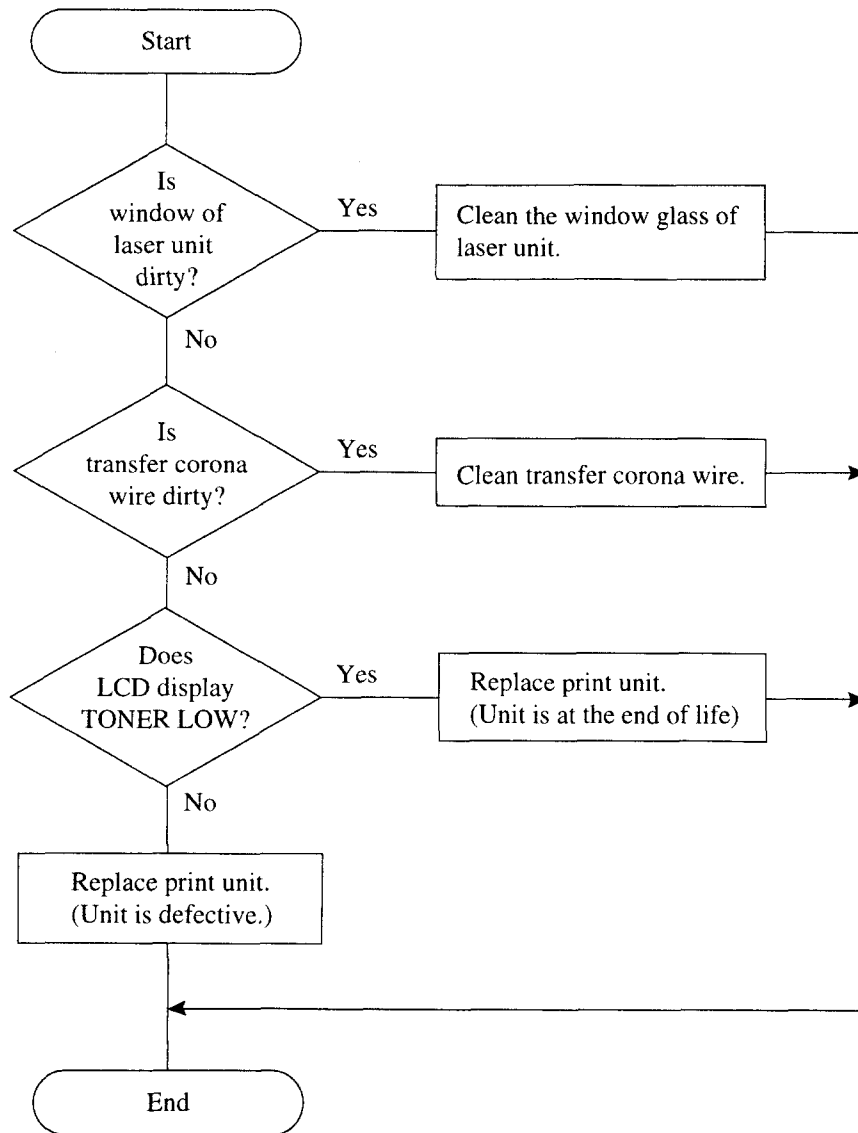 Start
Is
window of
laser unit
dirty?
Yes
Clean the window glass of
laser unit.
No
Is
transfer corona
wire dirty?
Yes
Clean transfer corona wire.
No
Does
LCD display
TONER LOW?
Yes
Replace print unit.
(Unit is at the end of life)
No
Replace print unit.
(Unit is defective.)
End